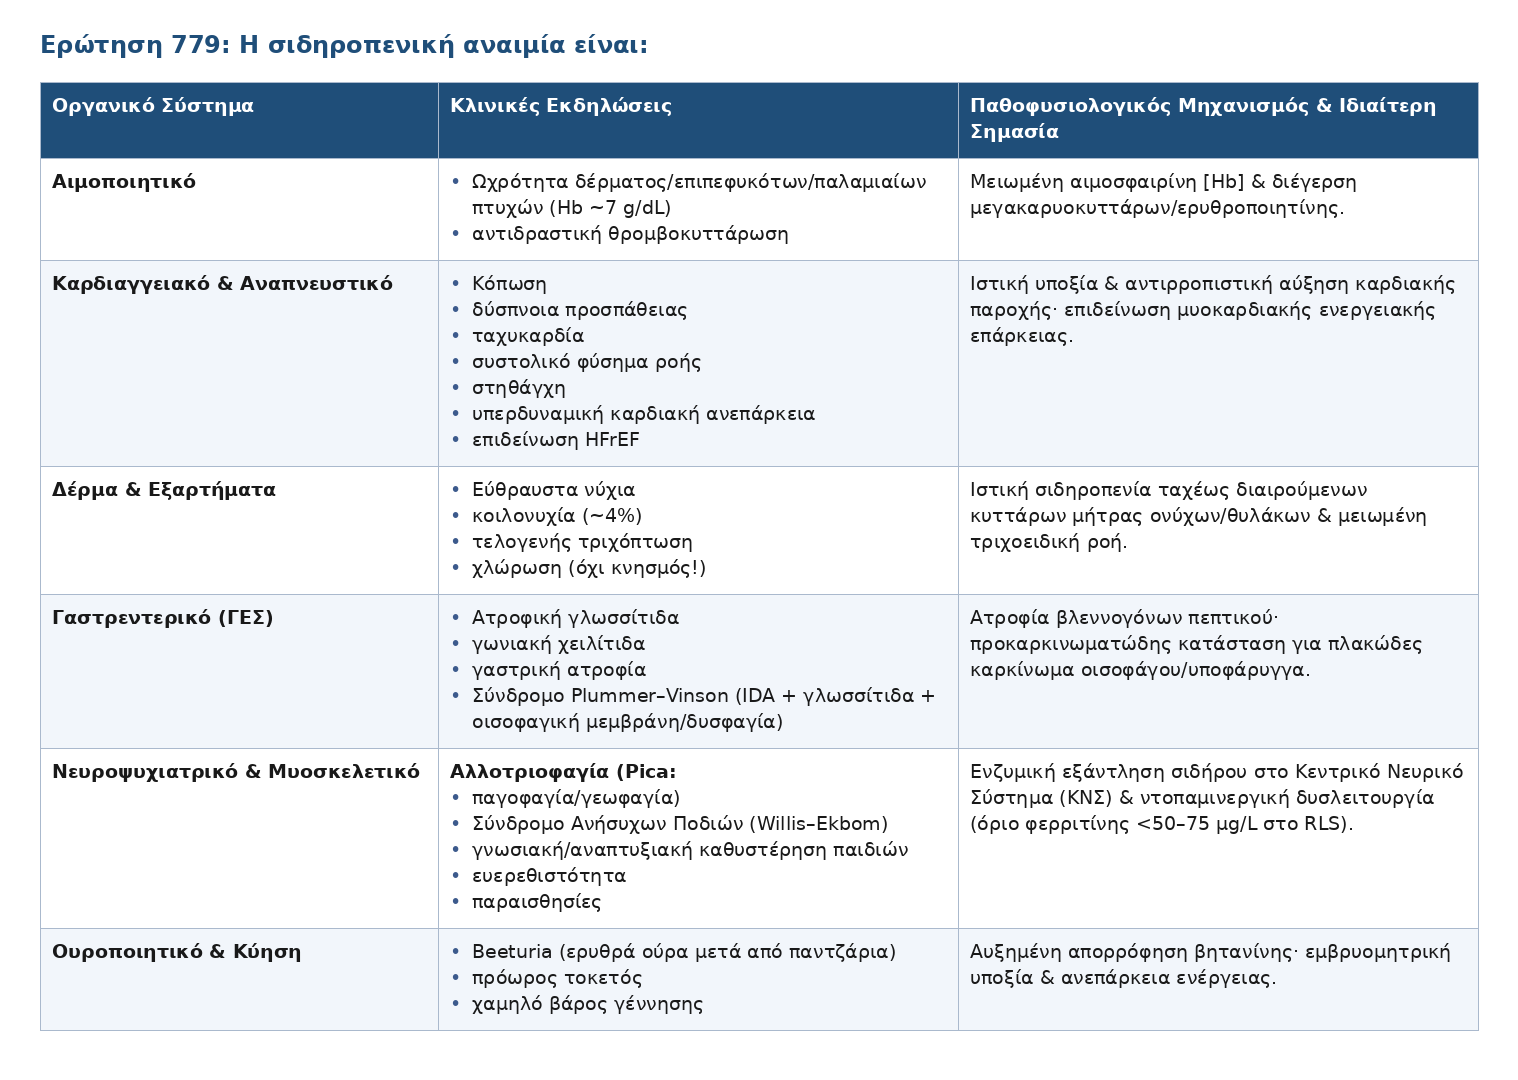 Ερώτηση 779: Η σιδηροπενική αναιμία είναι:
Οργανικό Σύστημα
Κλινικές Εκδηλώσεις
Παθοφυσιολογικός Μηχανισμός & Ιδιαίτερη
Σημασία
Αιμοποιητικό
• Ωχρότητα δέρματος/επιπεφυκότων/παλαμιαίων
πτυχών (Hb ~7 g/dL)
• αντιδραστική θρομβοκυττάρωση
Μειωμένη αιμοσφαιρίνη [Hb] & διέγερση
μεγακαρυοκυττάρων/ερυθροποιητίνης.
Καρδιαγγειακό & Αναπνευστικό
• Κόπωση
• δύσπνοια προσπάθειας
• ταχυκαρδία
• συστολικό φύσημα ροής
• στηθάγχη
• υπερδυναμική καρδιακή ανεπάρκεια
• επιδείνωση HFrEF
Ιστική υποξία & αντιρροπιστική αύξηση καρδιακής
παροχής· επιδείνωση μυοκαρδιακής ενεργειακής
επάρκειας.
Δέρμα & Εξαρτήματα
• Εύθραυστα νύχια
• κοιλονυχία (~4%)
• τελογενής τριχόπτωση
• χλώρωση (όχι κνησμός!)
Ιστική σιδηροπενία ταχέως διαιρούμενων
κυττάρων μήτρας ονύχων/θυλάκων & μειωμένη
τριχοειδική ροή.
Γαστρεντερικό (ΓΕΣ)
• Ατροφική γλωσσίτιδα
• γωνιακή χειλίτιδα
• γαστρική ατροφία
• Σύνδρομο Plummer–Vinson (IDA + γλωσσίτιδα +
οισοφαγική μεμβράνη/δυσφαγία)
Ατροφία βλεννογόνων πεπτικού·
προκαρκινωματώδης κατάσταση για πλακώδες
καρκίνωμα οισοφάγου/υποφάρυγγα.
Νευροψυχιατρικό & Μυοσκελετικό
Αλλοτριοφαγία (Pica:
• παγοφαγία/γεωφαγία)
• Σύνδρομο Ανήσυχων Ποδιών (Willis–Ekbom)
• γνωσιακή/αναπτυξιακή καθυστέρηση παιδιών
• ευερεθιστότητα
• παραισθησίες
Ενζυμική εξάντληση σιδήρου στο Κεντρικό Νευρικό
Σύστημα (ΚΝΣ) & ντοπαμινεργική δυσλειτουργία
(όριο φερριτίνης <50–75 μg/L στο RLS).
Ουροποιητικό & Κύηση
• Beeturia (ερυθρά ούρα μετά από παντζάρια)
• πρόωρος τοκετός
• χαμηλό βάρος γέννησης
Αυξημένη απορρόφηση βητανίνης· εμβρυομητρική
υποξία & ανεπάρκεια ενέργειας.